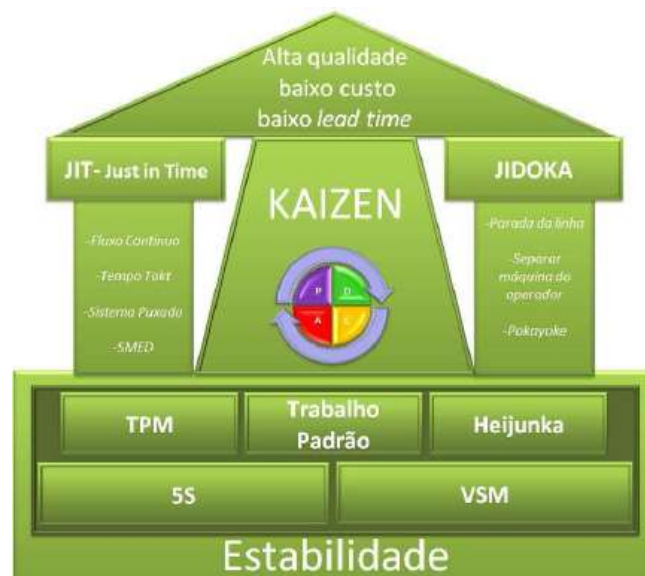 Alta qualidade
baixo custo
baixo lead time
JIT- Just in Time
-Fluxo Contínuo
-Tempo Takt
-Sistema Puxado
-SMED
KAIZEN
P D
A C
JIDOKA
-Parada da linha
-Separar
máquina do
operador
-Pokayoke
TPM
Trabalho
Padrão
Heijunka
5S
VSM
Estabilidade